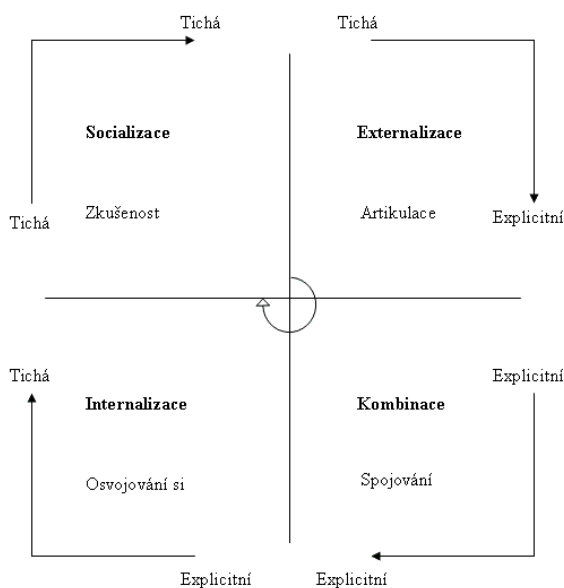 Tichá
Tichá
Socializace
Externalizace
Zkušenost
Artikulace
Tichá
Explicitní
Tichá
Explicitní
Internalizace
Kombinace
Osvojování si
Spojování
Explicitní
Explicitní